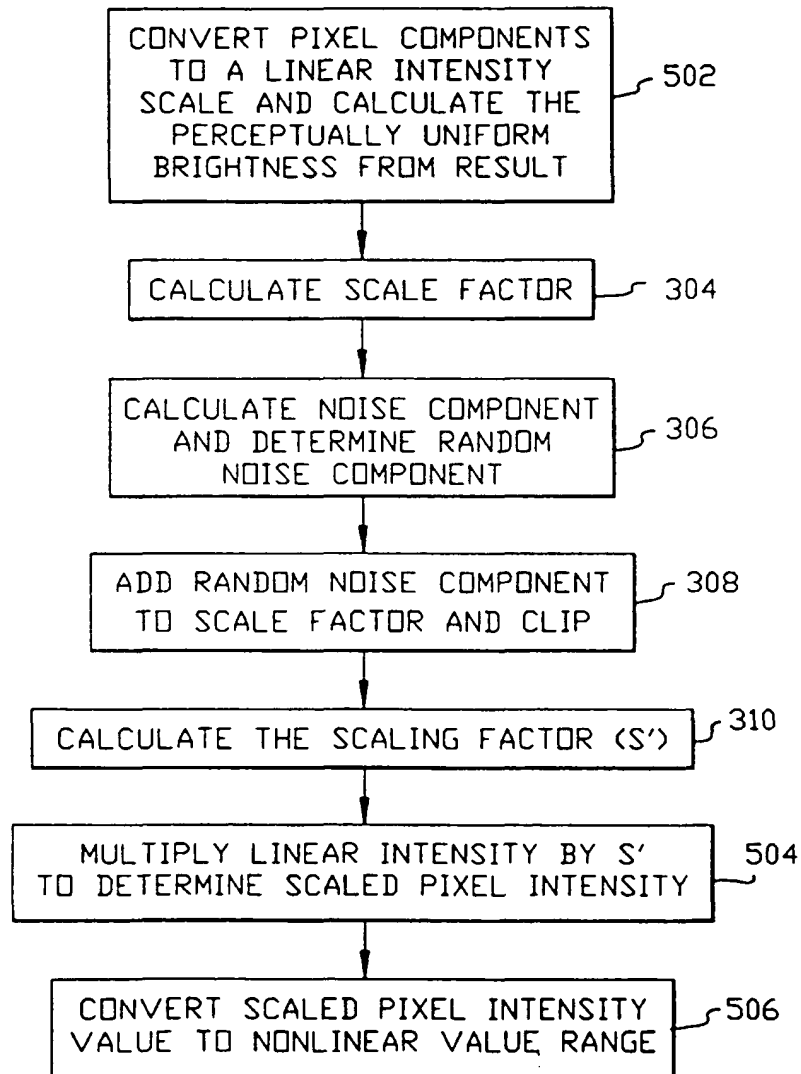 CONVERT PIXEL COMPONENTS
TO A LINEAR INTENSITY
SCALE AND CALCULATE THE
PERCEPTUALLY UNIFORM
BRIGHTNESS FROM RESULT
502
CALCULATE SCALE FACTOR
304
CALCULATE NOISE COMPONENT
AND DETERMINE RANDOM
NOISE COMPONENT
306
ADD RANDOM NOISE COMPONENT
TO SCALE FACTOR AND CLIP
308
CALCULATE THE SCALING FACTOR (S')
310
MULTIPLY LINEAR INTENSITY BY S'
TO DETERMINE SCALED PIXEL INTENSITY
504
CONVERT SCALED PIXEL INTENSITY
VALUE TO NONLINEAR VALUE RANGE
506